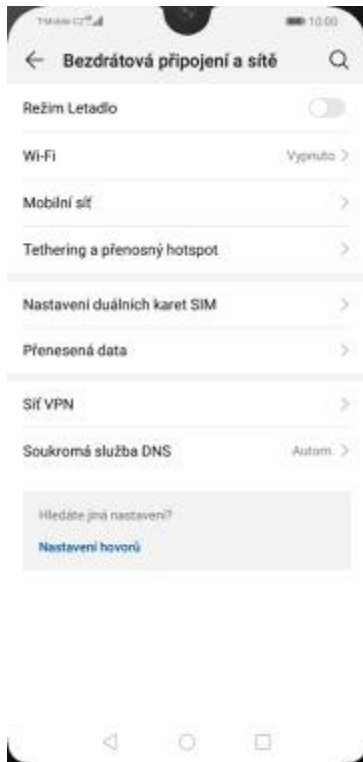 T-Mobile CZ 10:00
Bezdrátová připojení a sítě
Režim Letadlo
Wi-Fi Vypnuto
Mobilní síť
Tethering a přenosný hotspot
Nastavení duálních karet SIM
Přenesená data
Síť VPN
Soukromá služba DNS Autom.
Hledáte jiná nastavení?
Nastavení hovorů